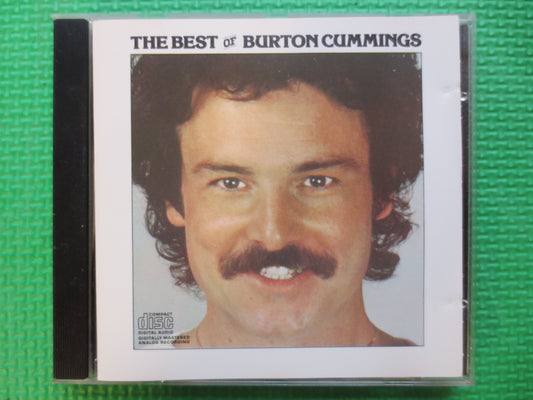 THE BEST OF BURTON CUMMINGS
COMPACT
disc
DIGITAL AUDIO
DIGITALLY MASTERED
ANALOG RECORDING